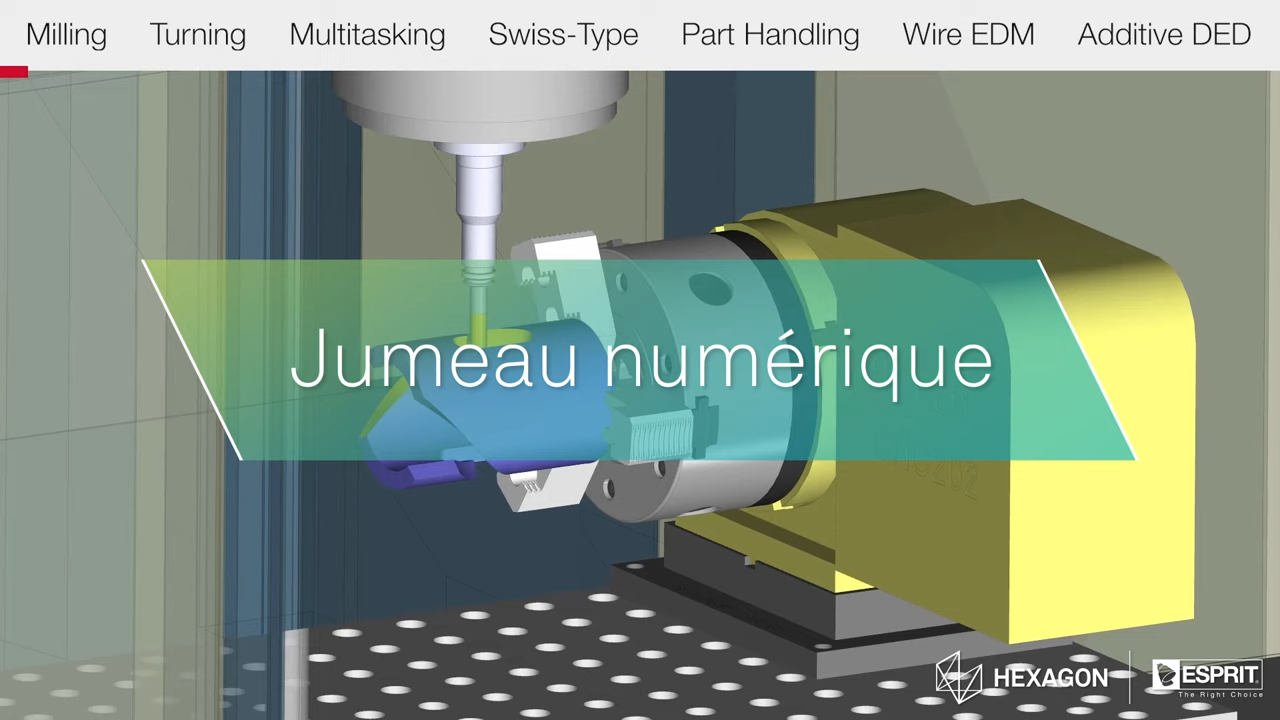 Milling Turning Multitasking Swiss-Type Part Handling Wire EDM Additive DED
Jumeau numérique
HEXAGON
ESPRIT
The Right Choice